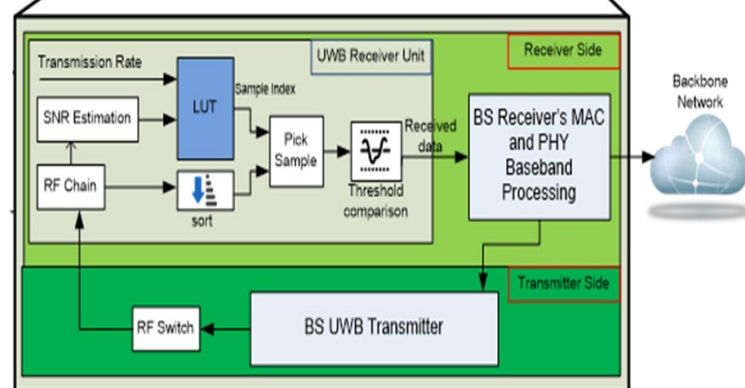 UWB Receiver Unit
Receiver Side
Transmission Rate
LUT
Sample Index
SNR Estimation
Pick
Sample
RF Chain
sort
Threshold
comparison
Received
data
BS Receiver's MAC
and PHY
Baseband
Processing
Backbone
Network
Transmitter Side
RF Switch
BS UWB Transmitter